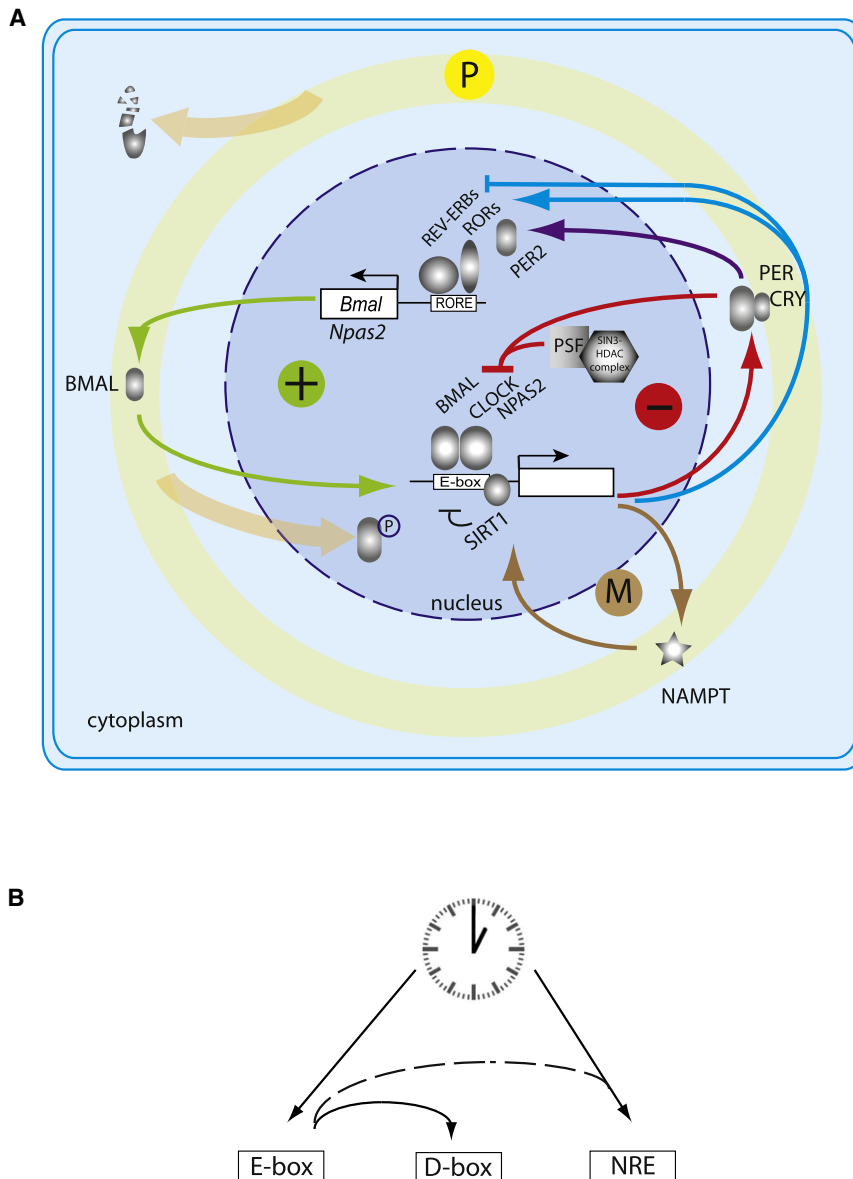 A
P
REV-ERBs
RORs
PER2
PER
CRY
Bmal
RORE
Npas2
PSF
SIN3-
HDAC
complex
BMAL
+
BMAL
CLOCK
NPAS2
−
E-box
P
SIRT1
nucleus
M
NAMPT
cytoplasm
B
E-box
D-box
NRE